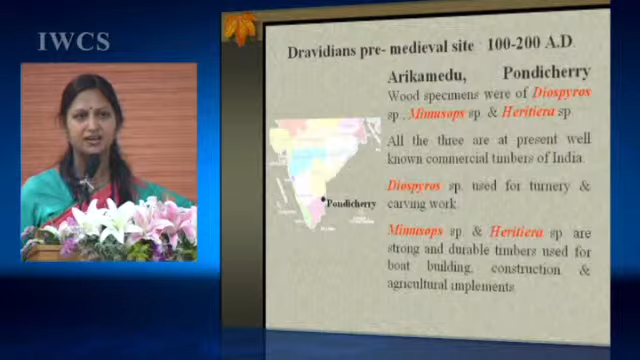 IWCS
Dravidians pre- medieval site 100-200 A.D.
Arikamedu, Pondicherry
Wood specimens were of Diospyros
sp., Mimusops sp. & Heritiera sp.
All the three are at present well
known commercial timbers of India.
Diospyros sp. used for turnery &
carving work.
Mimusops sp. & Heritiera sp. are
strong and durable timbers used for
boat building, construction &
agricultural implements
Pondicherry